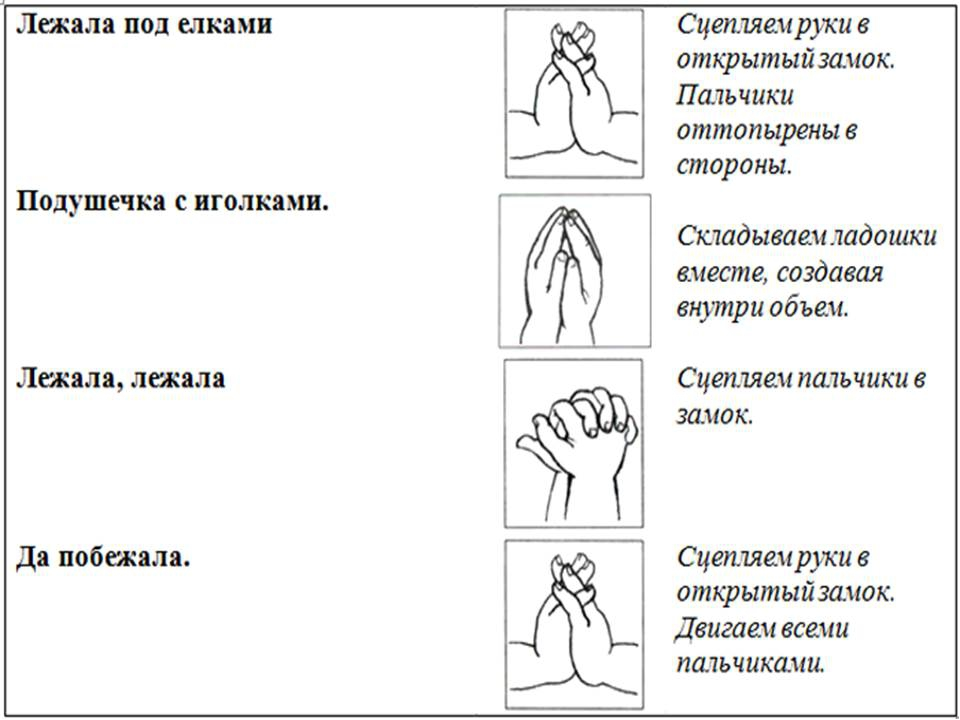 Лежала под елками
Сцепляем руки в
открытый замок.
Пальчики
оттопырены в
стороны.
Подушечка с иголками.
Складываем ладошки
вместе, создавая
внутри объем.
Лежала, лежала
Сцепляем пальчики в
замок.
Да побежала.
Сцепляем руки в
открытый замок.
Двигаем всеми
пальчиками.